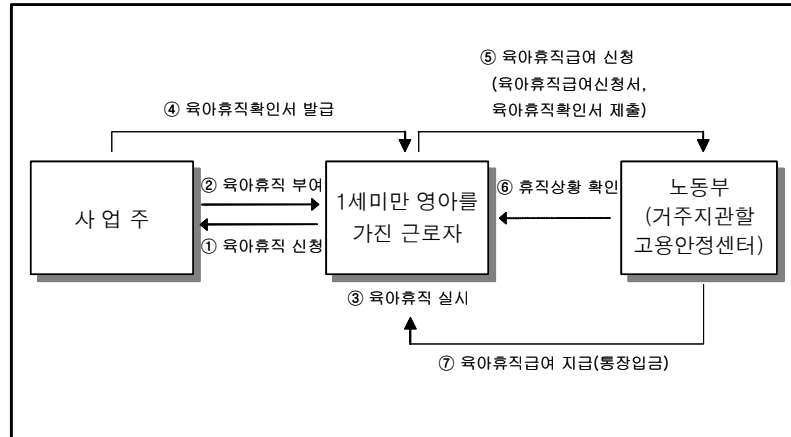 ⑤ 육아휴직급여 신청
(육아휴직급여신청서,
육아휴직확인서 제출)
④ 육아휴직확인서 발급
사 업 주
② 육아휴직 부여
① 육아휴직 신청
1세미만 영아를
가진 근로자
⑥ 휴직상황 확인
노동부
(거주지관할
고용안정센터)
③ 육아휴직 실시
⑦ 육아휴직급여 지급(통장입금)